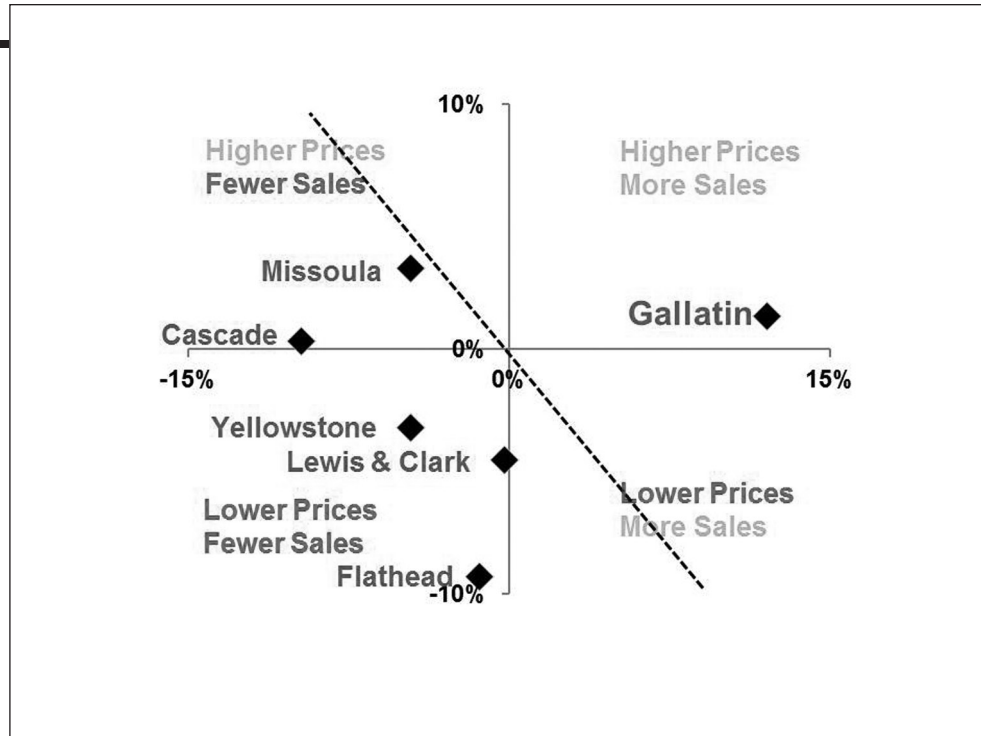 10%
Higher Prices
Fewer Sales
Higher Prices
More Sales
Missoula
Gallatin
Cascade
0%
-15%
0%
15%
Yellowstone
Lewis & Clark
Lower Prices
More Sales
Lower Prices
Fewer Sales
Flathead
-10%